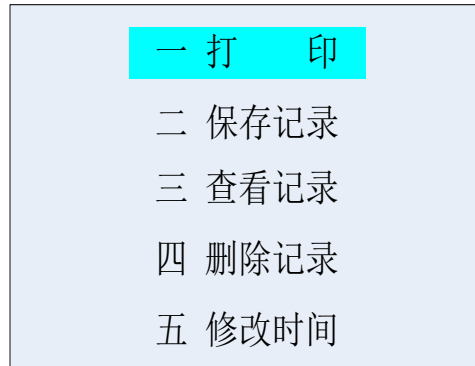 一 打　　印
二 保存记录
三 查看记录
四 删除记录
五 修改时间